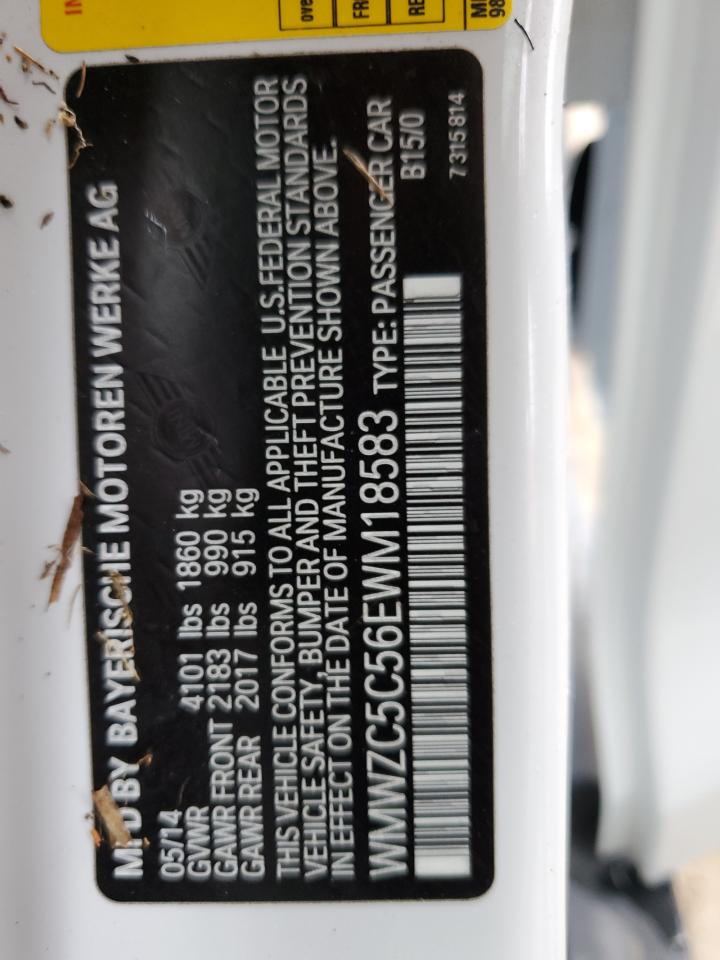 MFD BY BAYERISCHE MOTOREN WERKE AG
05/14
GVWR 4101 lbs 1860 kg
GAWR FRONT 2183 lbs 990 kg
GAWR REAR 2017 lbs 915 kg
THIS VEHICLE CONFORMS TO ALL APPLICABLE U.S.FEDERAL MOTOR
VEHICLE SAFETY, BUMPER AND THEFT PREVENTION STANDARDS
IN EFFECT ON THE DATE OF MANUFACTURE SHOWN ABOVE.
WMWZC5C56EWM18583 TYPE: PASSENGER CAR
B15/0
7 315 814